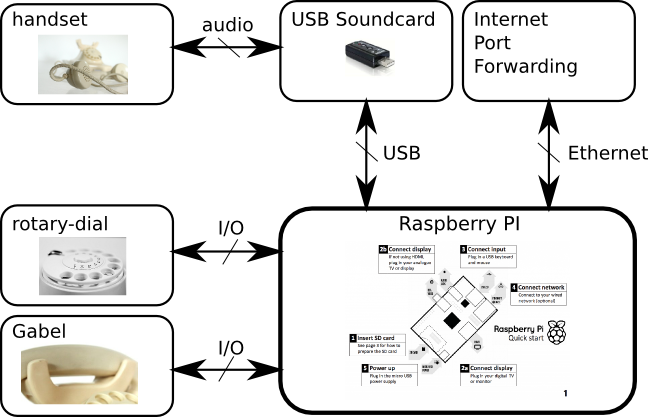 handset
audio
USB Soundcard
Internet
Port
Forwarding
USB
Ethernet
rotary-dial
I/O
Gabel
I/O
Raspberry PI
2b Connect display
If not using HDMI,
plug in your analogue
TV or display
3 Connect input
Plug in a USB keyboard
and mouse
4 Connect network
Connect to your wired
network (optional)
Raspberry Pi
Quick start
1 Insert SD card
See page 8 for how to
prepare the SD card
5 Power up
Plug in the micro USB
power supply
2a Connect display
Plug in your digital TV
or monitor
1